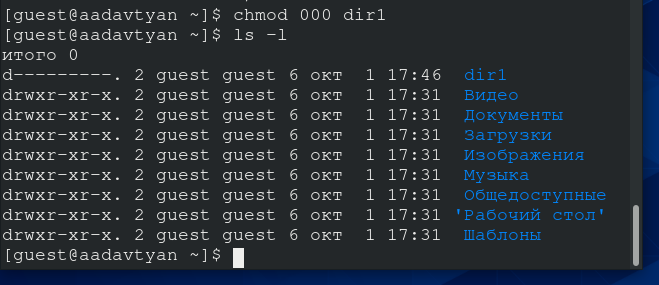 [guest@aadavtyan ~]$ chmod 000 dir1
[guest@aadavtyan ~]$ ls -l
итого 0
d---------. 2 guest guest 6 окт  1 17:46  dir1
drwxr-xr-x. 2 guest guest 6 окт  1 17:31  Видео
drwxr-xr-x. 2 guest guest 6 окт  1 17:31  Документы
drwxr-xr-x. 2 guest guest 6 окт  1 17:31  Загрузки
drwxr-xr-x. 2 guest guest 6 окт  1 17:31  Изображения
drwxr-xr-x. 2 guest guest 6 окт  1 17:31  Музыка
drwxr-xr-x. 2 guest guest 6 окт  1 17:31  Общедоступные
drwxr-xr-x. 2 guest guest 6 окт  1 17:31 'Рабочий стол'
drwxr-xr-x. 2 guest guest 6 окт  1 17:31  Шаблоны
[guest@aadavtyan ~]$